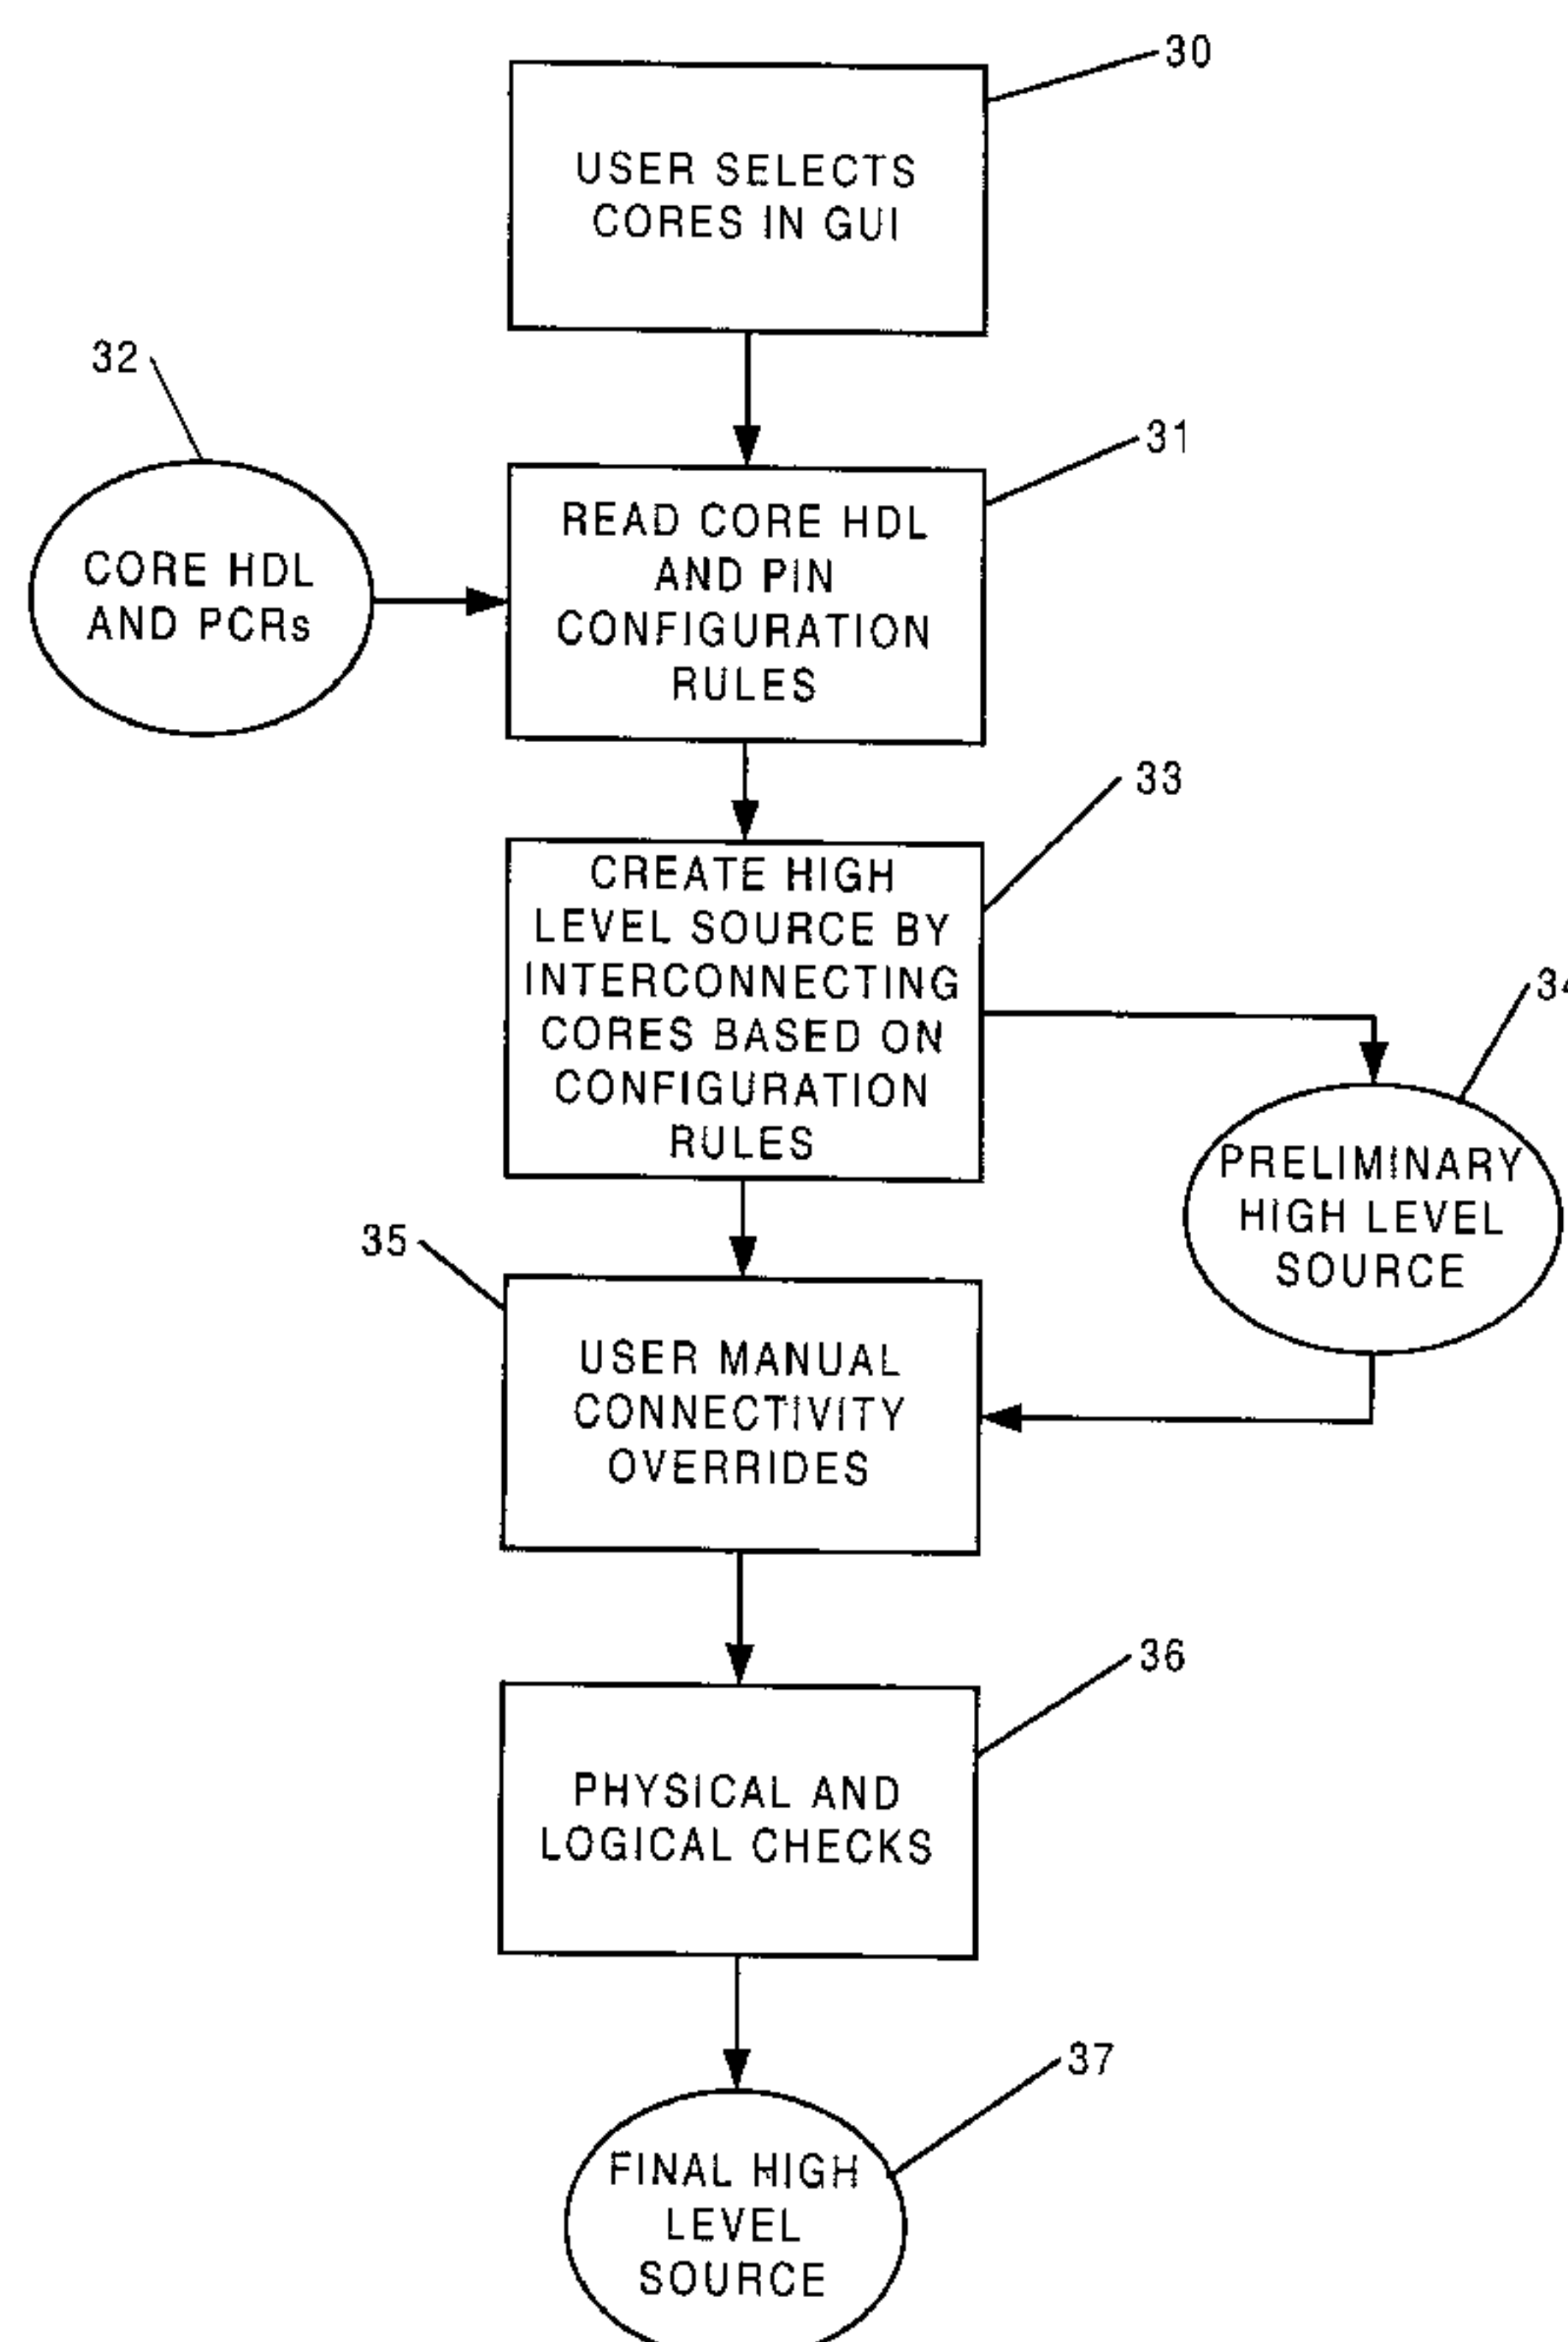 30
USER SELECTS
CORES IN GUI
32
31
CORE HDL
AND PCRs
READ CORE HDL
AND PIN
CONFIGURATION
RULES
33
CREATE HIGH
LEVEL SOURCE BY
INTERCONNECTING
CORES BASED ON
CONFIGURATION
RULES
34
PRELIMINARY
HIGH LEVEL
SOURCE
35
USER MANUAL
CONNECTIVITY
OVERRIDES
36
PHYSICAL AND
LOGICAL CHECKS
37
FINAL HIGH
LEVEL
SOURCE